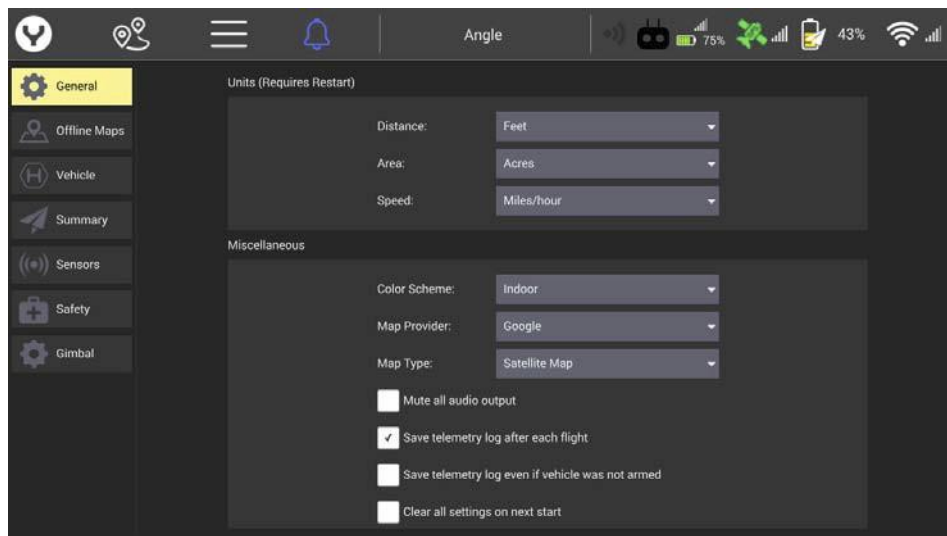 Angle
75%
43%
General
Offline Maps
Vehicle
Summary
Sensors
Safety
Gimbal
Units (Requires Restart)
Distance: Feet
Area: Acres
Speed: Miles/hour
Miscellaneous
Color Scheme: Indoor
Map Provider: Google
Map Type: Satellite Map
Mute all audio output
Save telemetry log after each flight
Save telemetry log even if vehicle was not armed
Clear all settings on next start